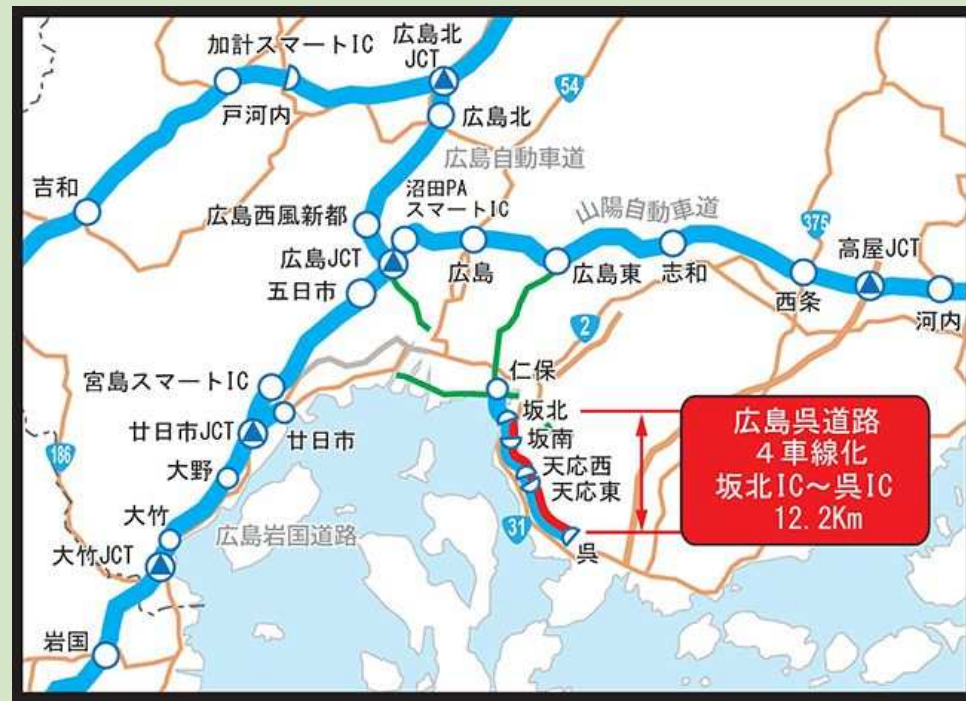 加計スマートIC
広島北
JCT
54
戸河内
広島北
広島自動車道
吉和
沼田PA
スマートIC
広島西風新都
山陽自動車道
375
高屋JCT
広島JCT
広島
広島東
志和
五日市
西条
河内
2
宮島スマートIC
仁保
坂北
廿日市JCT
廿日市
坂南
186
大野
天応西
天応東
広島呉道路
4車線化
坂北IC～呉IC
12.2Km
大竹
広島岩国道路
31
大竹JCT
呉
岩国